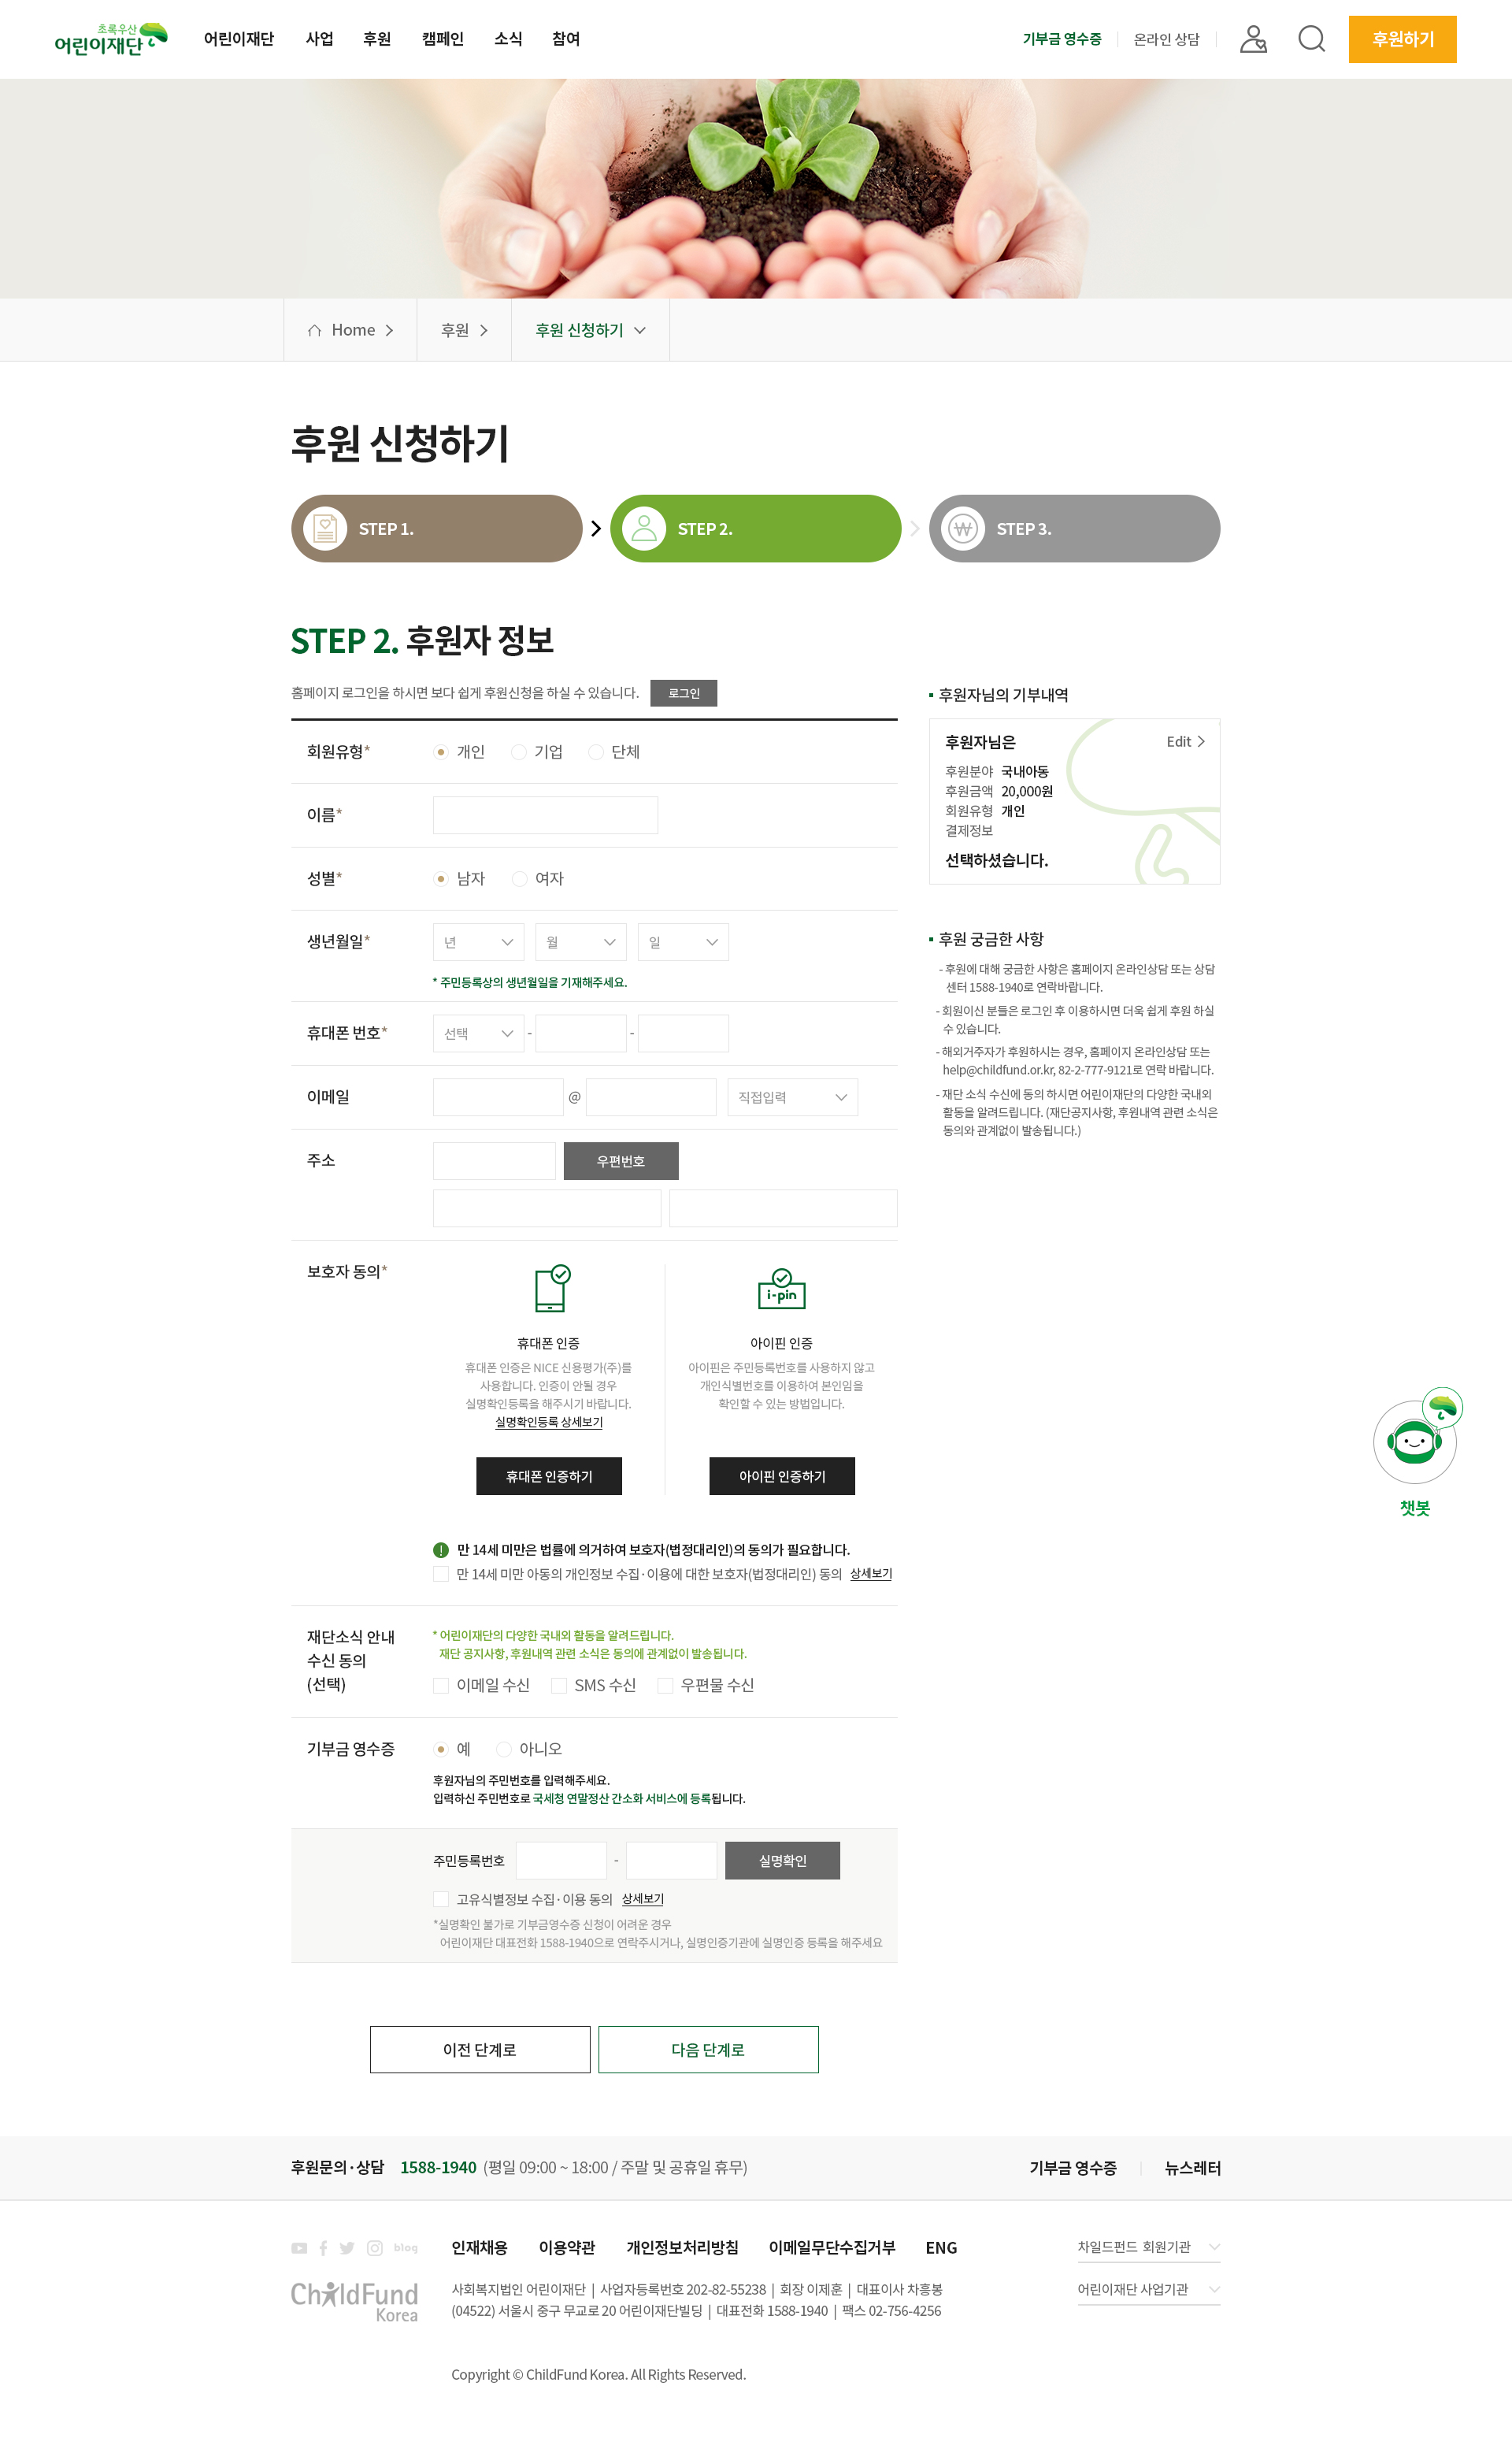 초록우산
어린이재단
어린이재단 사업 후원 캠페인 소식 참여
기부금 영수증 온라인 상담 후원하기
Home 후원 후원 신청하기
후원 신청하기
STEP 1. STEP 2. STEP 3.
STEP 2. 후원자 정보
홈페이지 로그인을 하시면 보다 쉽게 후원신청을 하실 수 있습니다. 로그인
회원유형* 개인 기업 단체
이름*
성별* 남자 여자
생년월일* 년 월 일
* 주민등록상의 생년월일을 기재해주세요.
휴대폰 번호* 선택 - -
이메일 @ 직접입력
주소 우편번호
보호자 동의*
i-pin
휴대폰 인증
휴대폰 인증은 NICE 신용평가(주)를
사용합니다. 인증이 안될 경우
실명확인등록을 해주시기 바랍니다.
실명확인등록 상세보기
휴대폰 인증하기
아이핀 인증
아이핀은 주민등록번호를 사용하지 않고
개인식별번호를 이용하여 본인임을
확인할 수 있는 방법입니다.
아이핀 인증하기
! 만 14세 미만은 법률에 의거하여 보호자(법정대리인)의 동의가 필요합니다.
만 14세 미만 아동의 개인정보 수집·이용에 대한 보호자(법정대리인) 동의 상세보기
재단소식 안내
수신 동의
(선택)
* 어린이재단의 다양한 국내외 활동을 알려드립니다.
재단 공지사항, 후원내역 관련 소식은 동의에 관계없이 발송됩니다.
이메일 수신 SMS 수신 우편물 수신
기부금 영수증 예 아니오
후원자님의 주민번호를 입력해주세요.
입력하신 주민번호로 국세청 연말정산 간소화 서비스에 등록됩니다.
주민등록번호 - 실명확인
고유식별정보 수집·이용 동의 상세보기
*실명확인 불가로 기부금영수증 신청이 어려운 경우
어린이재단 대표전화 1588-1940으로 연락주시거나, 실명인증기관에 실명인증 등록을 해주세요
이전 단계로 다음 단계로
후원자님의 기부내역
후원자님은 Edit
후원분야 국내아동
후원금액 20,000원
회원유형 개인
결제정보
선택하셨습니다.
후원 궁금한 사항
- 후원에 대해 궁금한 사항은 홈페이지 온라인상담 또는 상담
센터 1588-1940로 연락바랍니다.
- 회원이신 분들은 로그인 후 이용하시면 더욱 쉽게 후원 하실
수 있습니다.
- 해외거주자가 후원하시는 경우, 홈페이지 온라인상담 또는
help@childfund.or.kr, 82-2-777-9121로 연락 바랍니다.
- 재단 소식 수신에 동의 하시면 어린이재단의 다양한 국내외
활동을 알려드립니다. (재단공지사항, 후원내역 관련 소식은
동의와 관계없이 발송됩니다.)
챗봇
후원문의·상담 1588-1940 (평일 09:00 ~ 18:00 / 주말 및 공휴일 휴무)
기부금 영수증 뉴스레터
blog
ChildFund
Korea
인재채용 이용약관 개인정보처리방침 이메일무단수집거부 ENG
사회복지법인 어린이재단 | 사업자등록번호 202-82-55238 | 회장 이제훈 | 대표이사 차흥봉
(04522) 서울시 중구 무교로 20 어린이재단빌딩 | 대표전화 1588-1940 | 팩스 02-756-4256
Copyright © ChildFund Korea. All Rights Reserved.
차일드펀드 회원기관
어린이재단 사업기관